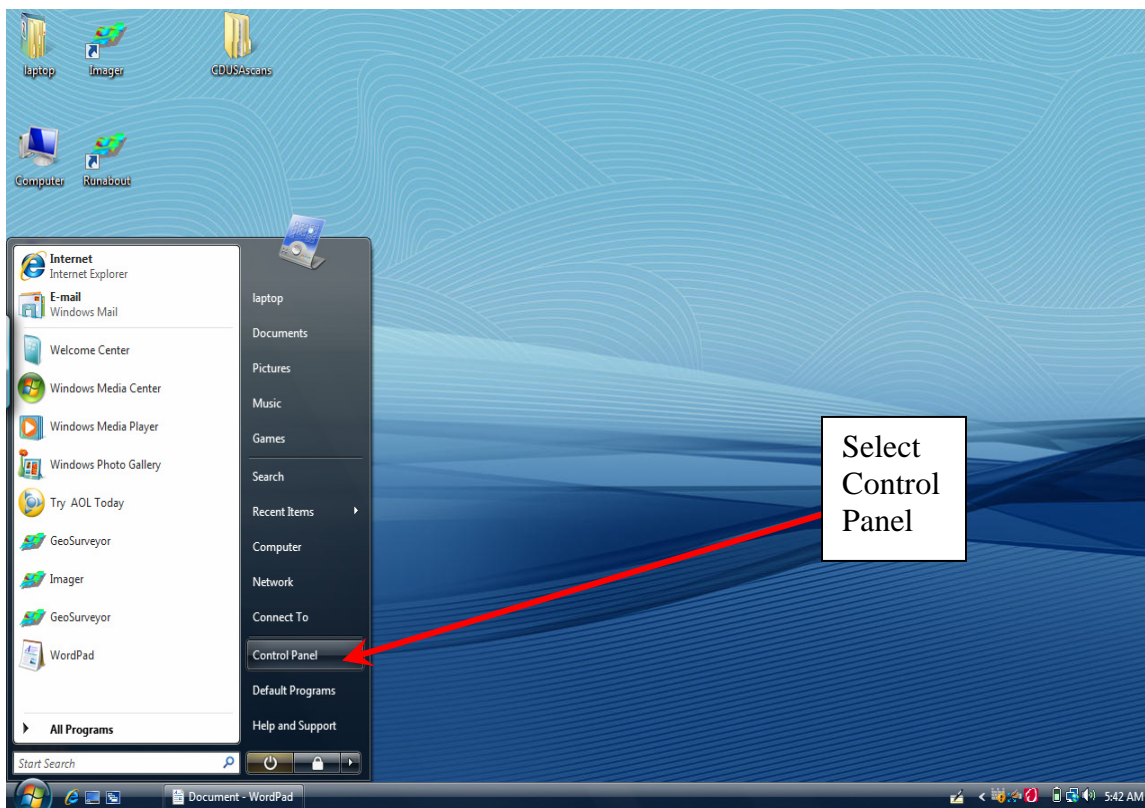 laptop
Imager
CDUSAscans
Computer
Runabout
Internet
Internet Explorer
E-mail
Windows Mail
Welcome Center
Windows Media Center
Windows Media Player
Windows Photo Gallery
Try AOL Today
GeoSurveyor
Imager
GeoSurveyor
WordPad
All Programs
Start Search
laptop
Documents
Pictures
Music
Games
Search
Recent Items
Computer
Network
Connect To
Control Panel
Default Programs
Help and Support
Select
Control
Panel
Document - WordPad
5:42 AM